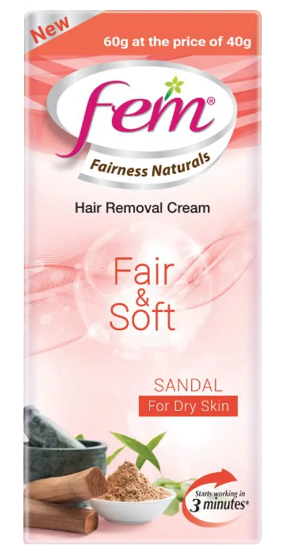 New
60g at the price of 40g
fem®
Fairness Naturals
Hair Removal Cream
Fair
&
Soft
SANDAL
For Dry Skin
Starts working in
3 minutes*